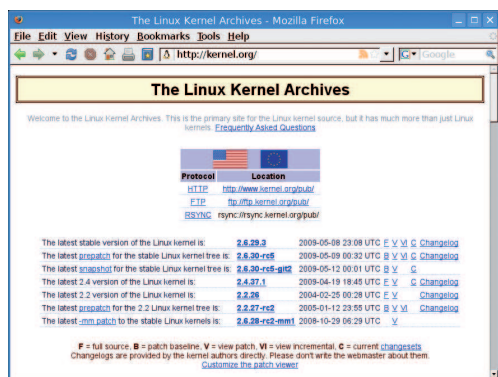 The Linux Kernel Archives - Mozilla Firefox
File Edit View History Bookmarks Tools Help
http://kernel.org/
G Google
The Linux Kernel Archives
Welcome to the Linux Kernel Archives. This is the primary site for the Linux kernel source, but it has much more than just Linux
kernels. Frequently Asked Questions
Protocol Location
HTTP http://www.kernel.org/pub/
FTP ftp://ftp.kernel.org/pub/
RSYNC rsync://rsync.kernel.org/pub/
The latest stable version of the Linux kernel is: 2.6.29.3 2009-05-08 23:08 UTC F V VI C Changelog
The latest prepatch for the stable Linux kernel tree is: 2.6.30-rc5 2009-05-09 00:32 UTC B V VI C Changelog
The latest snapshot for the stable Linux kernel tree is: 2.6.30-rc5-git2 2009-05-12 00:01 UTC B V C
The latest 2.4 version of the Linux kernel is: 2.4.37.1 2009-04-19 18:45 UTC F V VI C Changelog
The latest 2.2 version of the Linux kernel is: 2.2.26 2004-02-25 00:28 UTC F V VI Changelog
The latest prepatch for the 2.2 Linux kernel tree is: 2.2.27-rc2 2005-01-12 23:55 UTC B V VI C Changelog
The latest -mm patch to the stable Linux kernels is: 2.6.28-rc2-mm1 2008-10-29 06:29 UTC V
F = full source, B = patch baseline, V = view patch, VI = view incremental, C = current changesets
Changelogs are provided by the kernel authors directly. Please don't write the webmaster about them.
Customize the patch viewer